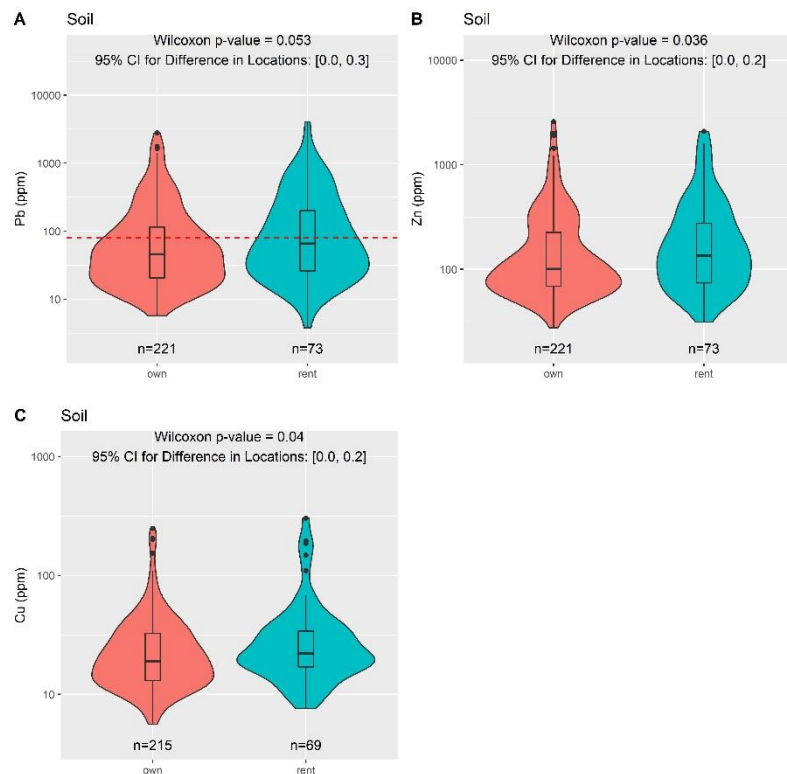 A Soil
Wilcoxon p-value = 0.053
95% CI for Difference in Locations: [0.0, 0.3]
10000
1000
100
10
Pb (ppm)
n=221 n=73
own rent
B Soil
Wilcoxon p-value = 0.036
95% CI for Difference in Locations: [0.0, 0.2]
10000
1000
100
Zn (ppm)
n=221 n=73
own rent
C Soil
Wilcoxon p-value = 0.04
95% CI for Difference in Locations: [0.0, 0.2]
1000
100
10
Cu (ppm)
n=215 n=69
own rent